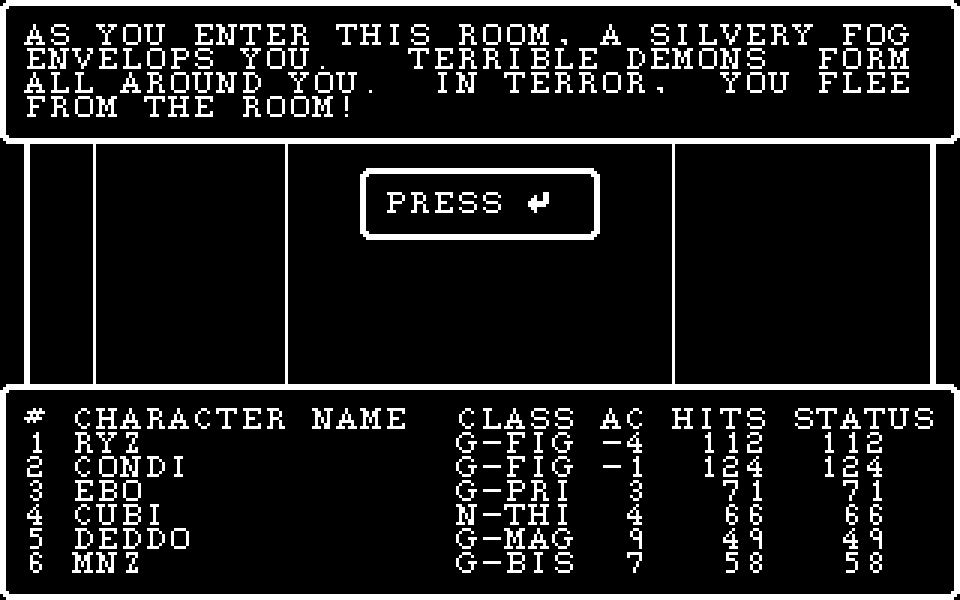 AS YOU ENTER THIS ROOM, A SILVERY FOG
ENVELOPS YOU. TERRIBLE DEMONS FORM
ALL AROUND YOU. IN TERROR, YOU FLEE
FROM THE ROOM!
PRESS ↵
# CHARACTER NAME CLASS AC HITS STATUS
1 RYZ G-FIG -4 112 112
2 CONDI G-FIG -1 124 124
3 EBO G-PRI 3 71 71
4 CUBI N-THI 4 66 66
5 DEDDO G-MAG 9 49 49
6 MNZ G-BIS 7 58 58